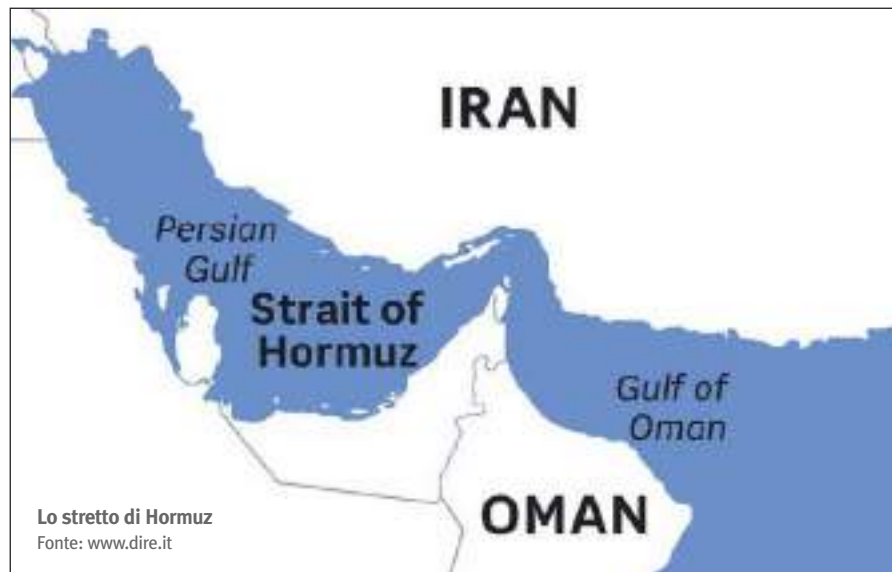 IRAN
Persian
Gulf
Strait of
Hormuz
Gulf of
Oman
OMAN
Lo stretto di Hormuz
Fonte: www.dire.it